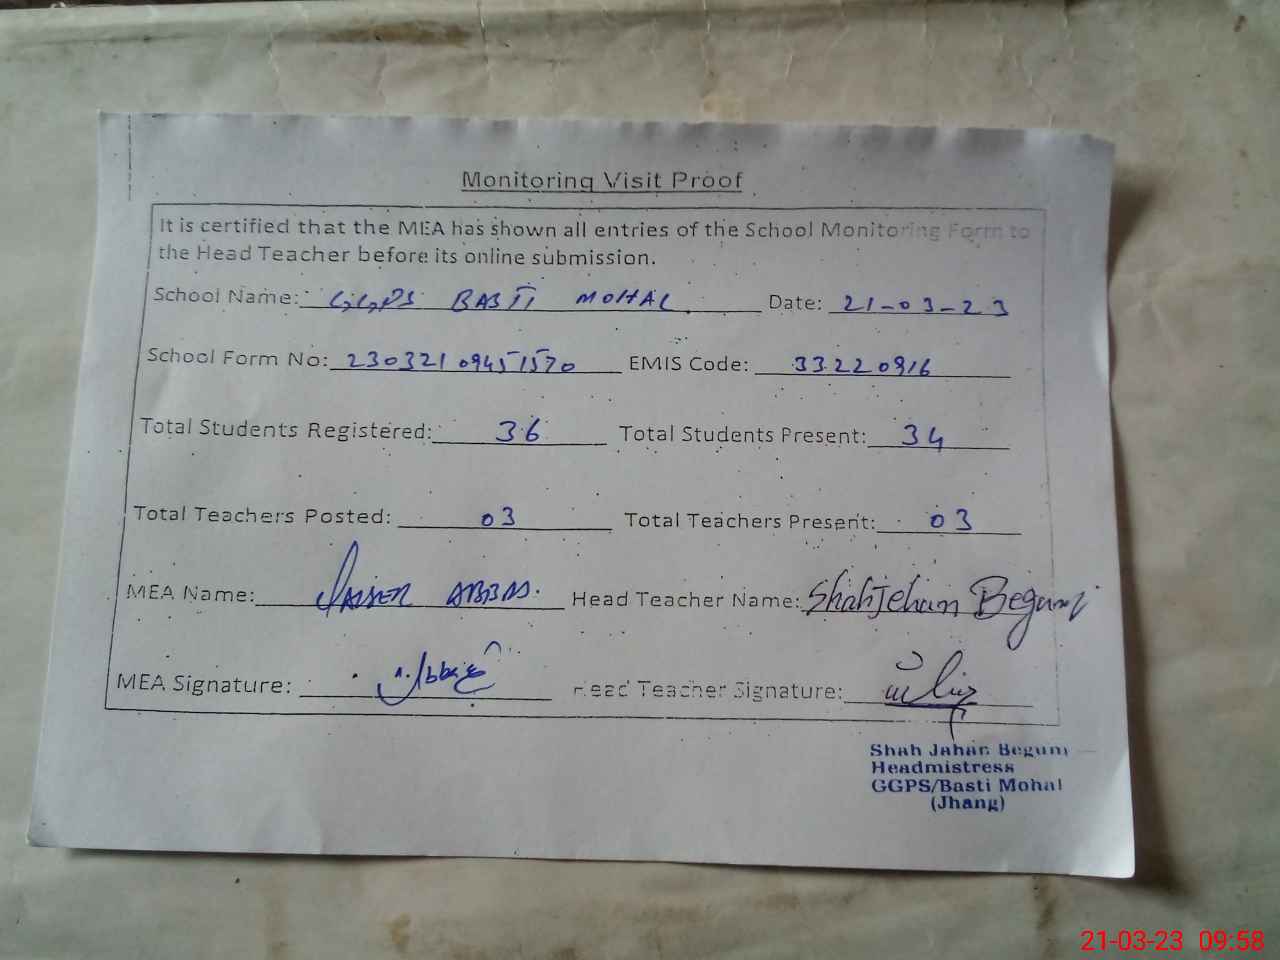 Monitoring Visit Proof
It is certified that the MEA has shown all entries of the School Monitoring Form to
the Head Teacher before its online submission.
School Name: GGPS BASTI MOHAL Date: 21-03-23
School Form No: 23032109451570 EMIS Code: 33220916
Total Students Registered: 36 Total Students Present: 34
Total Teachers Posted: 03 Total Teachers Present: 03
MEA Name: QAISER ABBAS. Head Teacher Name: ShahJehan Begum
MEA Signature: Head Teacher Signature:
Shah Jahan Begum
Headmistress
GGPS/Basti Mohal
(Jhang)
21-03-23 09:58